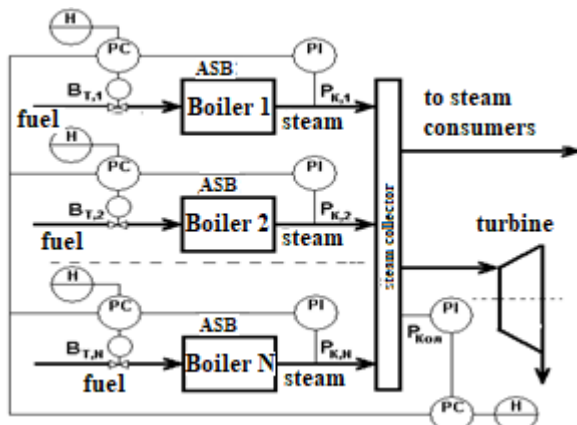 H
PC
PI
ASB
B_T,1
P_K,1
Boiler 1
fuel
steam
to steam
consumers
H
PC
PI
ASB
B_T,2
P_K,2
Boiler 2
fuel
steam
steam collector
turbine
H
PC
PI
ASB
B_T,N
P_K,N
Boiler N
fuel
steam
PI
P_Кол
PC
H